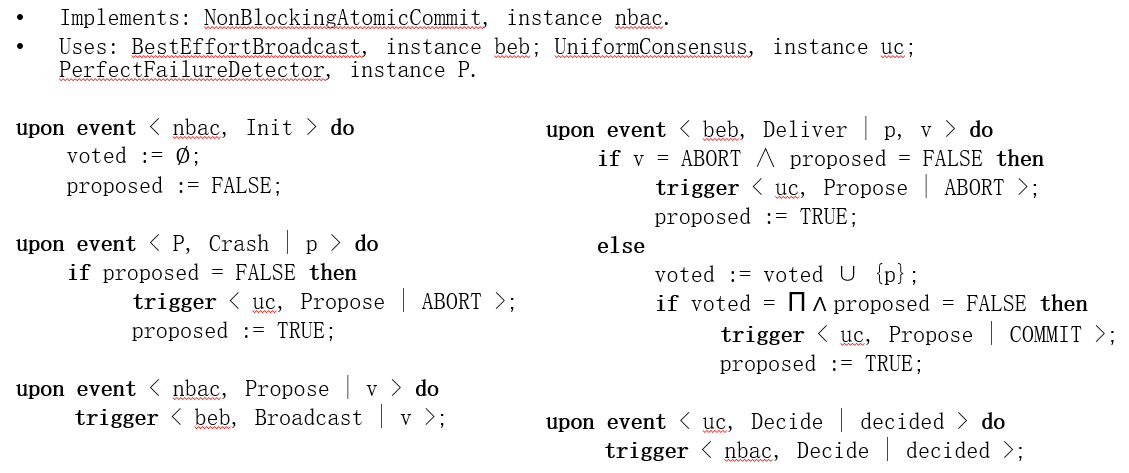 • Implements: NonBlockingAtomicCommit, instance nbac.
• Uses: BestEffortBroadcast, instance beb; UniformConsensus, instance uc;
PerfectFailureDetector, instance P.
upon event < nbac, Init > do
voted := Ø;
proposed := FALSE;
upon event < P, Crash | p > do
if proposed = FALSE then
trigger < uc, Propose | ABORT >;
proposed := TRUE;
upon event < nbac, Propose | v > do
trigger < beb, Broadcast | v >;
upon event < beb, Deliver | p, v > do
if v = ABORT ∧ proposed = FALSE then
trigger < uc, Propose | ABORT >;
proposed := TRUE;
else
voted := voted ∪ {p};
if voted = Π ∧ proposed = FALSE then
trigger < uc, Propose | COMMIT >;
proposed := TRUE;
upon event < uc, Decide | decided > do
trigger < nbac, Decide | decided >;